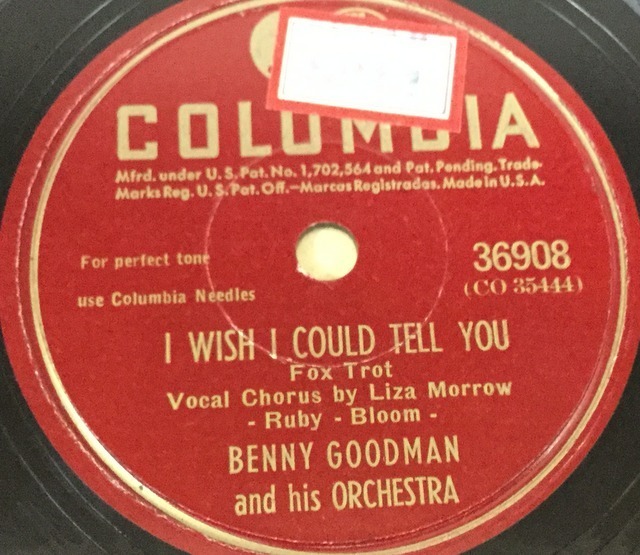 COLUMBIA
Mfrd. under U.S. Pat. No. 1,702,564 and Pat. Pending. Trade-
Marks Reg. U.S. Pat. Off.—Marcas Registradas. Made in U.S.A.
For perfect tone
use Columbia Needles
36908
(CO 35444)
I WISH I COULD TELL YOU
Fox Trot
Vocal Chorus by Liza Morrow
- Ruby - Bloom -
BENNY GOODMAN
and his ORCHESTRA